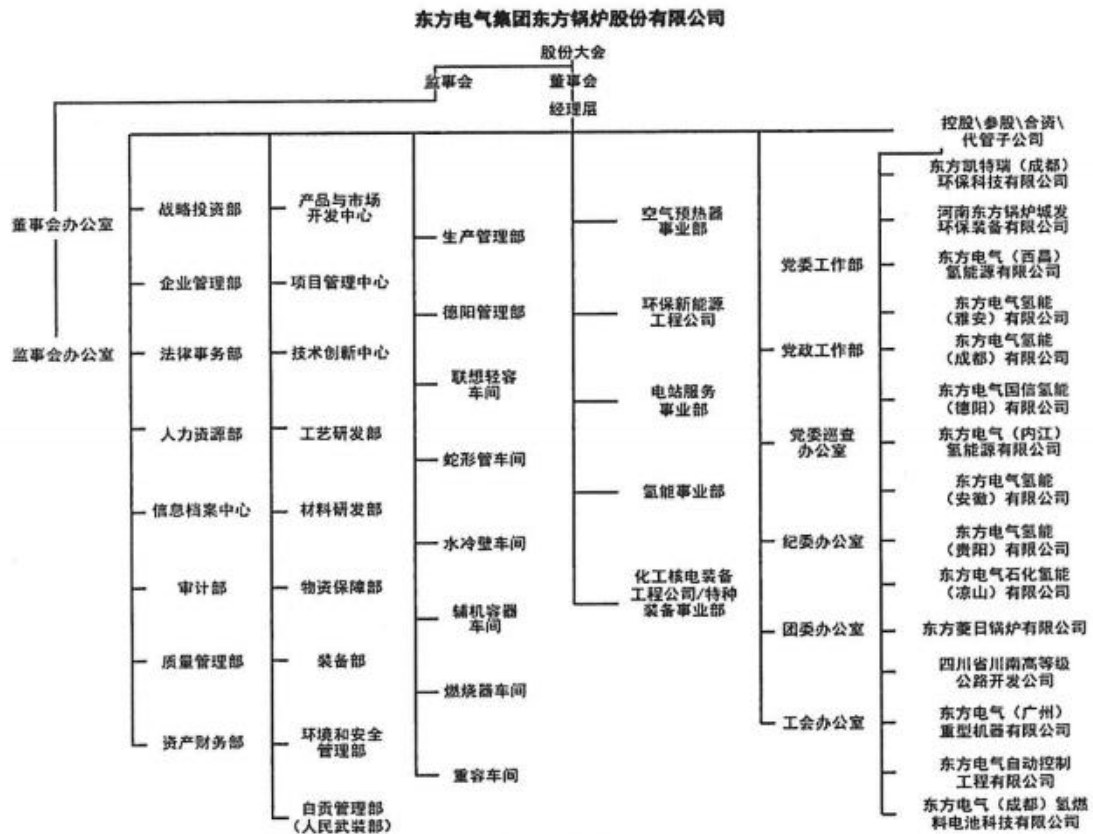 东方电气集团东方锅炉股份有限公司
股份大会
监事会
董事会
经理层
董事会办公室
监事会办公室
战略投资部
企业管理部
法律事务部
人力资源部
信息档案中心
审计部
质量管理部
资产财务部
产品与市场
开发中心
项目管理中心
技术创新中心
工艺研发部
材料研发部
物资保障部
装备部
环境和安全
管理部
自贡管理部
(人民武装部)
生产管理部
德阳管理部
联想轻容
车间
蛇形管车间
水冷壁车间
辅机容器
车间
燃烧器车间
重容车间
空气预热器
事业部
环保新能源
工程公司
电站服务
事业部
氢能事业部
化工核电装备
工程公司/特种
装备事业部
党委工作部
党政工作部
党委巡查
办公室
纪委办公室
团委办公室
工会办公室
控股\参股\合资\
代管子公司
东方凯特瑞（成都）
环保科技有限公司
河南东方锅炉城发
环保装备有限公司
东方电气（西昌）
氢能源有限公司
东方电气氢能
（雅安）有限公司
东方电气氢能
（成都）有限公司
东方电气国信氢能
（德阳）有限公司
东方电气（内江）
氢能源有限公司
东方电气氢能
（安徽）有限公司
东方电气氢能
（贵阳）有限公司
东方电气石化氢能
（凉山）有限公司
东方菱日锅炉有限公司
四川省川南高等级
公路开发公司
东方电气（广州）
重型机器有限公司
东方电气自动控制
工程有限公司
东方电气（成都）氢燃
料电池科技有限公司